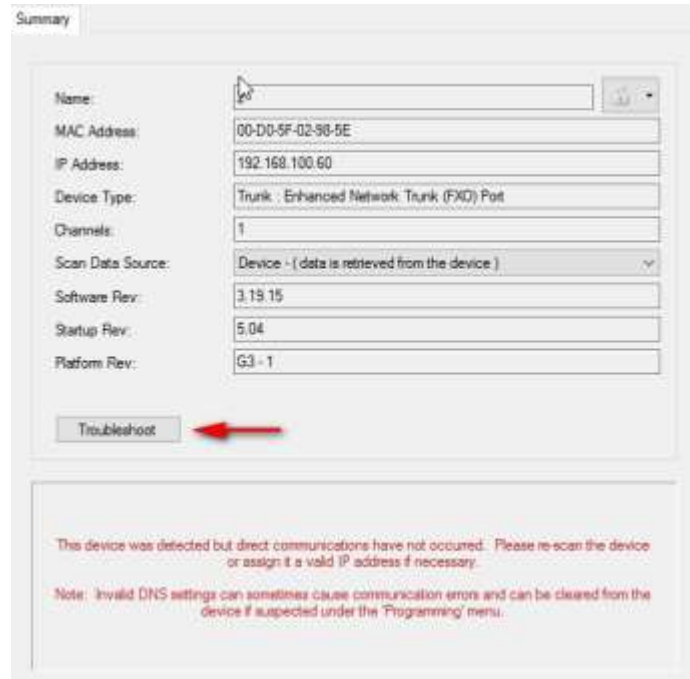 Summary
Name:
MAC Address: 00-D0-5F-02-98-5E
IP Address: 192.168.100.60
Device Type: Trunk : Enhanced Network Trunk (FXO) Port
Channels: 1
Scan Data Source: Device - ( data is retrieved from the device )
Software Rev: 3.19.15
Startup Rev: 5.04
Platform Rev: G3 - 1
Troubleshoot
This device was detected but direct communications have not occurred. Please re-scan the device
or assign it a valid IP address if necessary.
Note: Invalid DNS settings can sometimes cause communication errors and can be cleared from the
device if suspected under the 'Programming' menu.